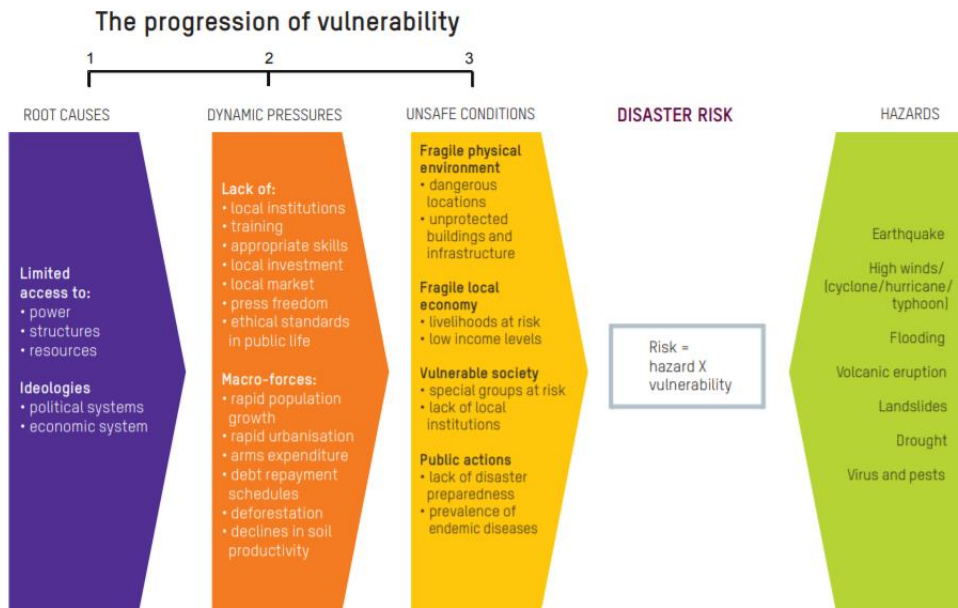 The progression of vulnerability
1 2 3
ROOT CAUSES
Limited
access to:
• power
• structures
• resources
Ideologies
• political systems
• economic system
DYNAMIC PRESSURES
Lack of:
• local institutions
• training
• appropriate skills
• local investment
• local market
• press freedom
• ethical standards
in public life
Macro-forces:
• rapid population
growth
• rapid urbanisation
• arms expenditure
• debt repayment
schedules
• deforestation
• declines in soil
productivity
UNSAFE CONDITIONS
Fragile physical
environment
• dangerous
locations
• unprotected
buildings and
infrastructure
Fragile local
economy
• livelihoods at risk
• low income levels
Vulnerable society
• special groups at risk
• lack of local
institutions
Public actions
• lack of disaster
preparedness
• prevalence of
endemic diseases
DISASTER RISK
Risk =
hazard X
vulnerability
HAZARDS
Earthquake
High winds/
(cyclone/hurricane/
typhoon)
Flooding
Volcanic eruption
Landslides
Drought
Virus and pests